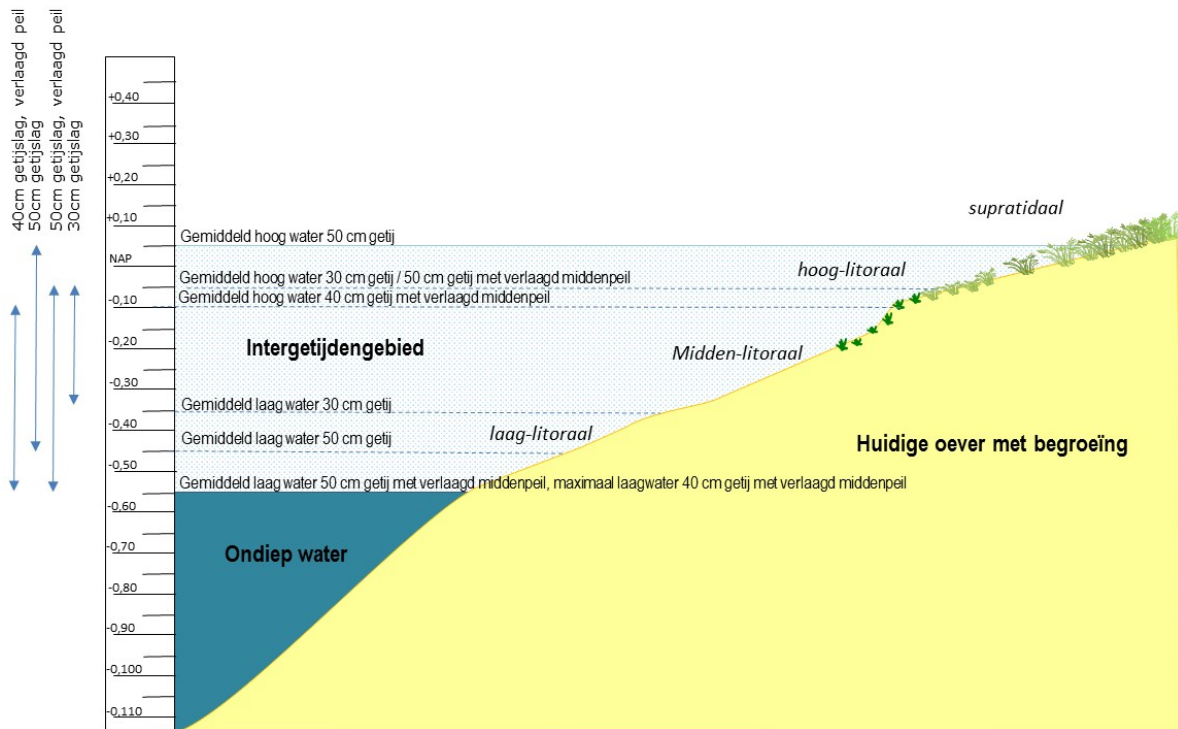 40cm getijslag, verlaagd peil
50cm getijslag
50cm getijslag, verlaagd peil
30cm getijslag
+0,40
+0,30
+0,20
+0,10
supratidaal
Gemiddeld hoog water 50 cm getij
NAP
hoog-litoraal
Gemiddeld hoog water 30 cm getij / 50 cm getij met verlaagd middenpeil
-0,10
Gemiddeld hoog water 40 cm getij met verlaagd middenpeil
-0,20
Intergetijdengebied
Midden-litoraal
-0,30
Gemiddeld laag water 30 cm getij
-0,40
Gemiddeld laag water 50 cm getij
laag-litoraal
Huidige oever met begroeïng
-0,50
Gemiddeld laag water 50 cm getij met verlaagd middenpeil, maximaal laagwater 40 cm getij met verlaagd middenpeil
-0,60
Ondiep water
-0,70
-0,80
-0,90
-0,100
-0,110